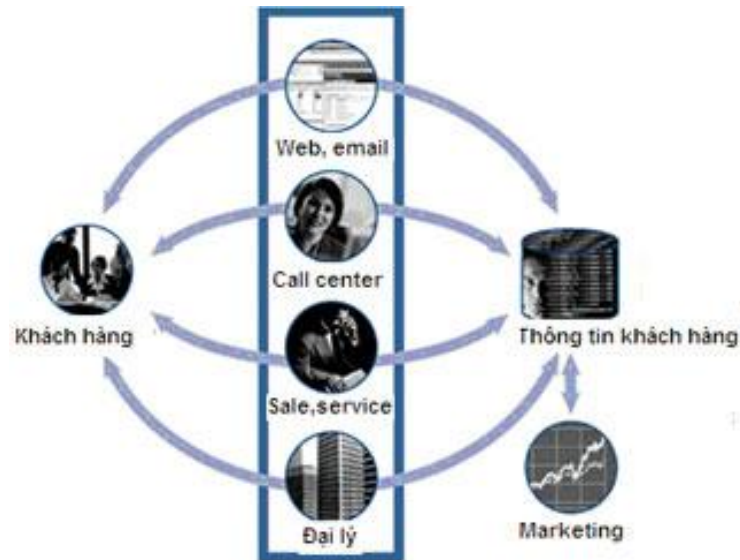 Web, email
Call center
Khách hàng
Thông tin khách hàng
Sale,service
Đại lý
Marketing